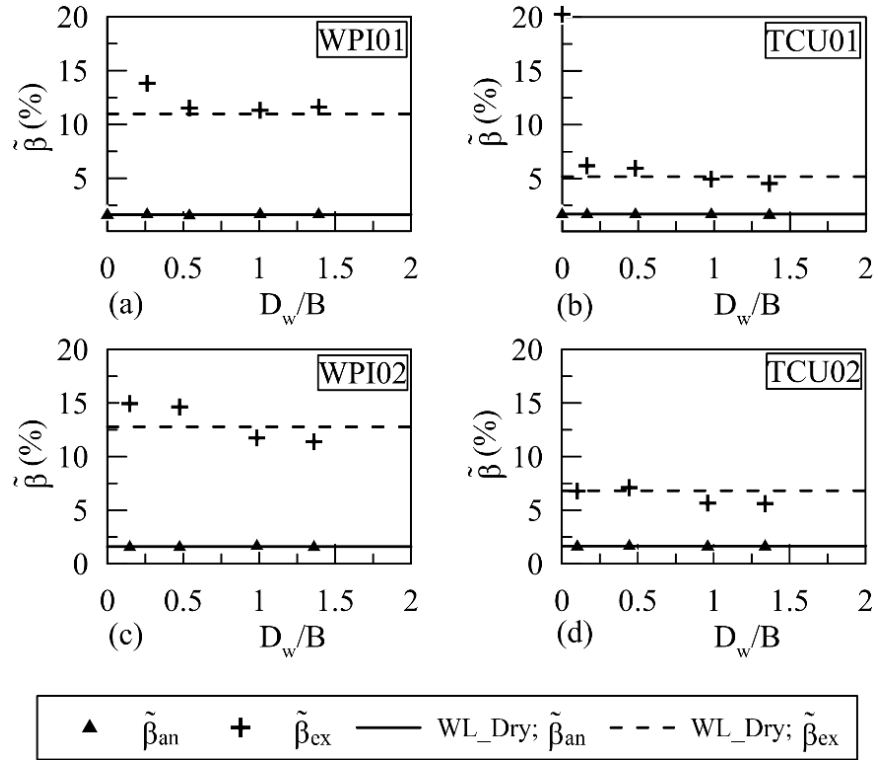 20
15
10
5
β̃ (%)
WPI01
0 0.5 1 1.5 2
(a) D_w/B
20
15
10
5
β̃ (%)
TCU01
0 0.5 1 1.5 2
(b) D_w/B
20
15
10
5
0
β̃ (%)
WPI02
0 0.5 1 1.5 2
(c) D_w/B
20
15
10
5
0
β̃ (%)
TCU02
0 0.5 1 1.5 2
(d) D_w/B
β̃an β̃ex WL_Dry; β̃an WL_Dry; β̃ex